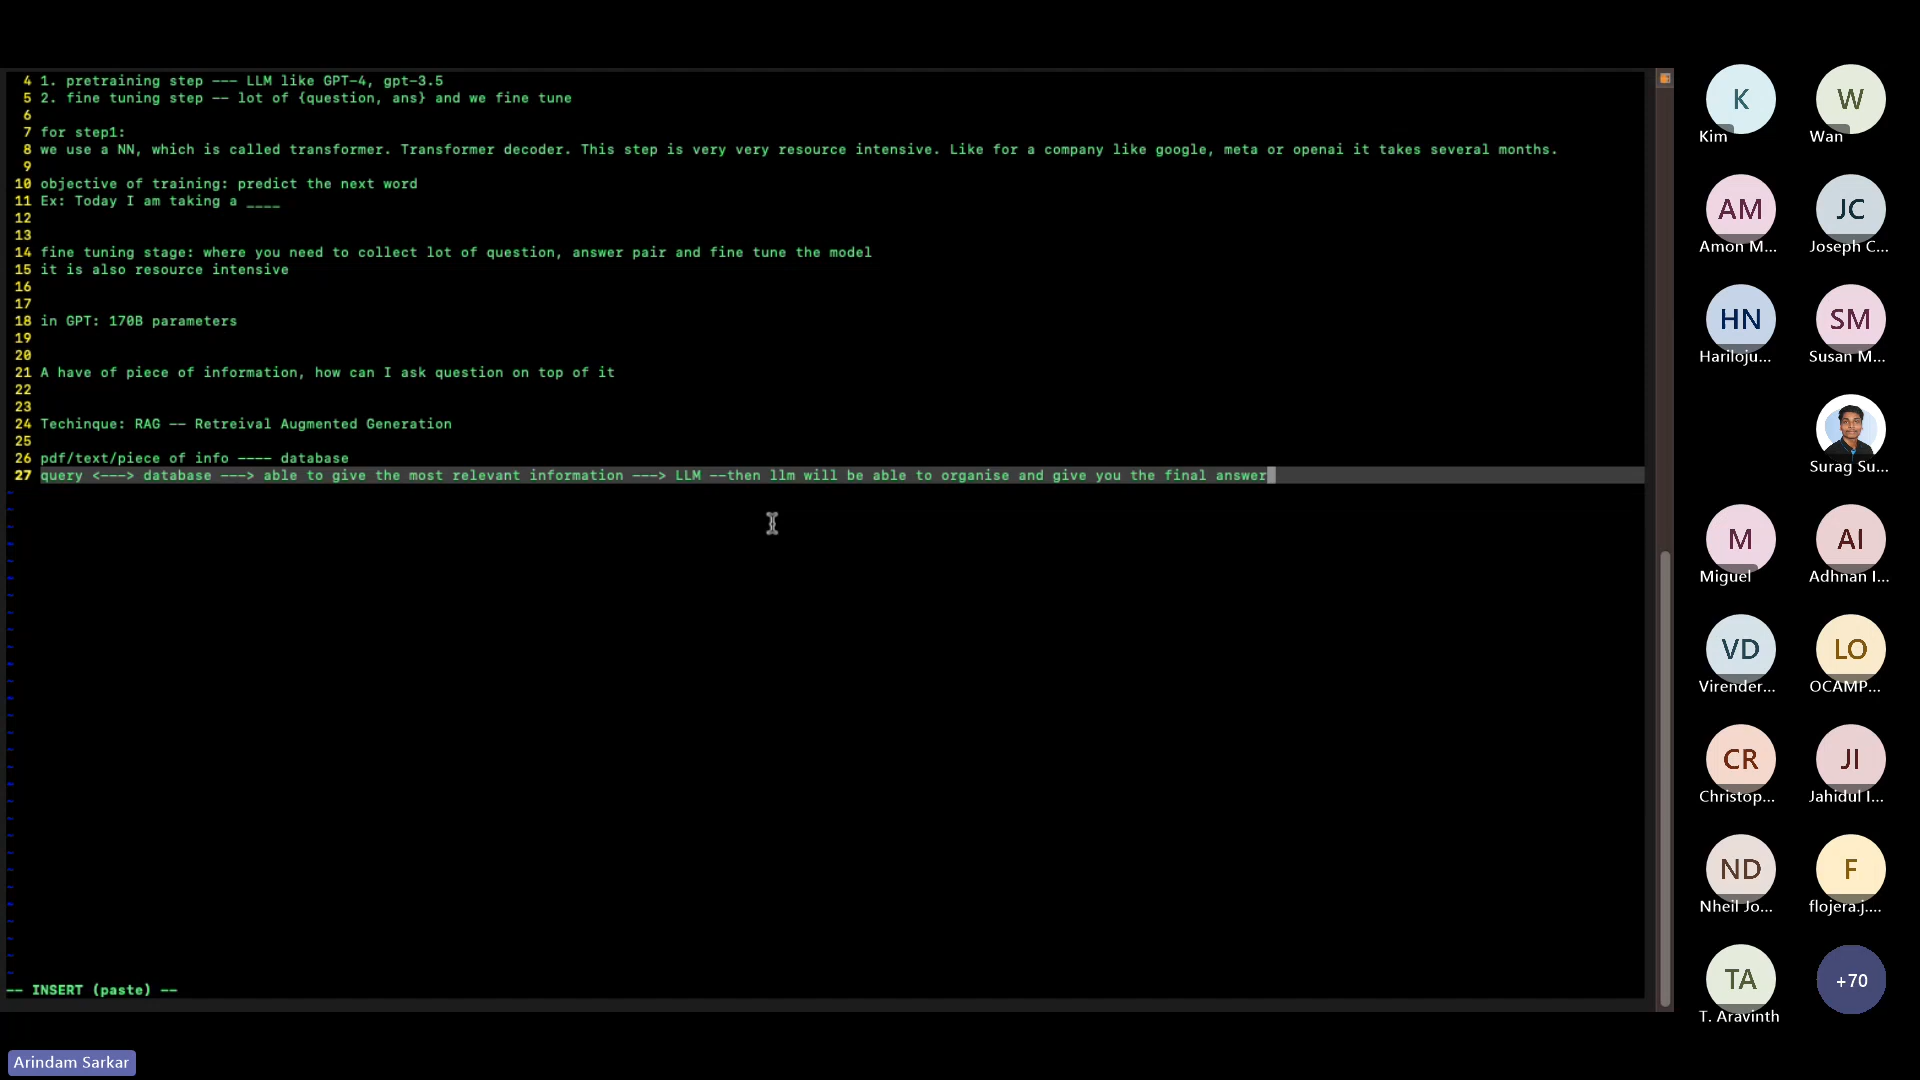 4 1. pretraining step --- LLM like GPT-4, gpt-3.5
5 2. fine tuning step -- lot of {question, ans} and we fine tune
6
7 for step1:
8 we use a NN, which is called transformer. Transformer decoder. This step is very very resource intensive. Like for a company like google, meta or openai it takes several months.
9
10 objective of training: predict the next word
11 Ex: Today I am taking a ____
12
13
14 fine tuning stage: where you need to collect lot of question, answer pair and fine tune the model
15 it is also resource intensive
16
17
18 in GPT: 170B parameters
19
20
21 A have of piece of information, how can I ask question on top of it
22
23
24 Techinque: RAG -- Retreival Augmented Generation
25
26 pdf/text/piece of info ---- database
27 query <---> database ---> able to give the most relevant information ---> LLM --then llm will be able to organise and give you the final answer
-- INSERT (paste) --
Arindam Sarkar
K W
Kim Wan
AM JC
Amon M... Joseph C...
HN SM
Hariloju... Susan M...
Surag Su...
M AI
Miguel Adhnan I...
VD LO
Virender... OCAMP...
CR JI
Christop... Jahidul I...
ND F
Nheil Jo... flojera.j....
TA +70
T. Aravinth